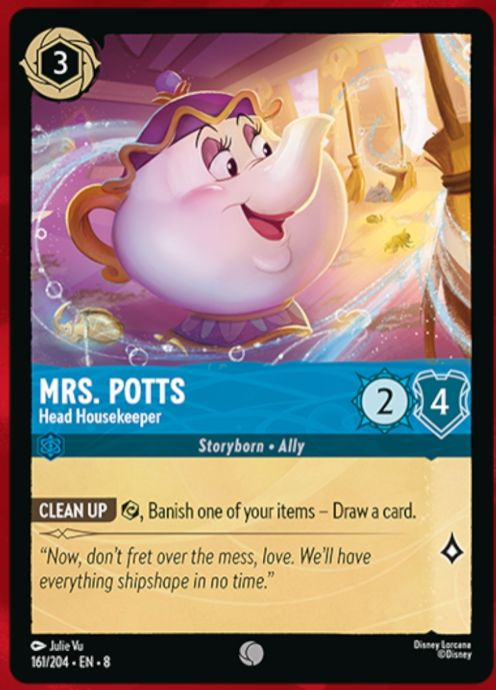 3
MRS. POTTS
Head Housekeeper
2
4
Storyborn • Ally
CLEAN UP , Banish one of your items – Draw a card.
“Now, don’t fret over the mess, love. We’ll have
everything shipshape in no time.”
Julie Vu
161/204 • EN • 8
Disney Lorcana
©Disney